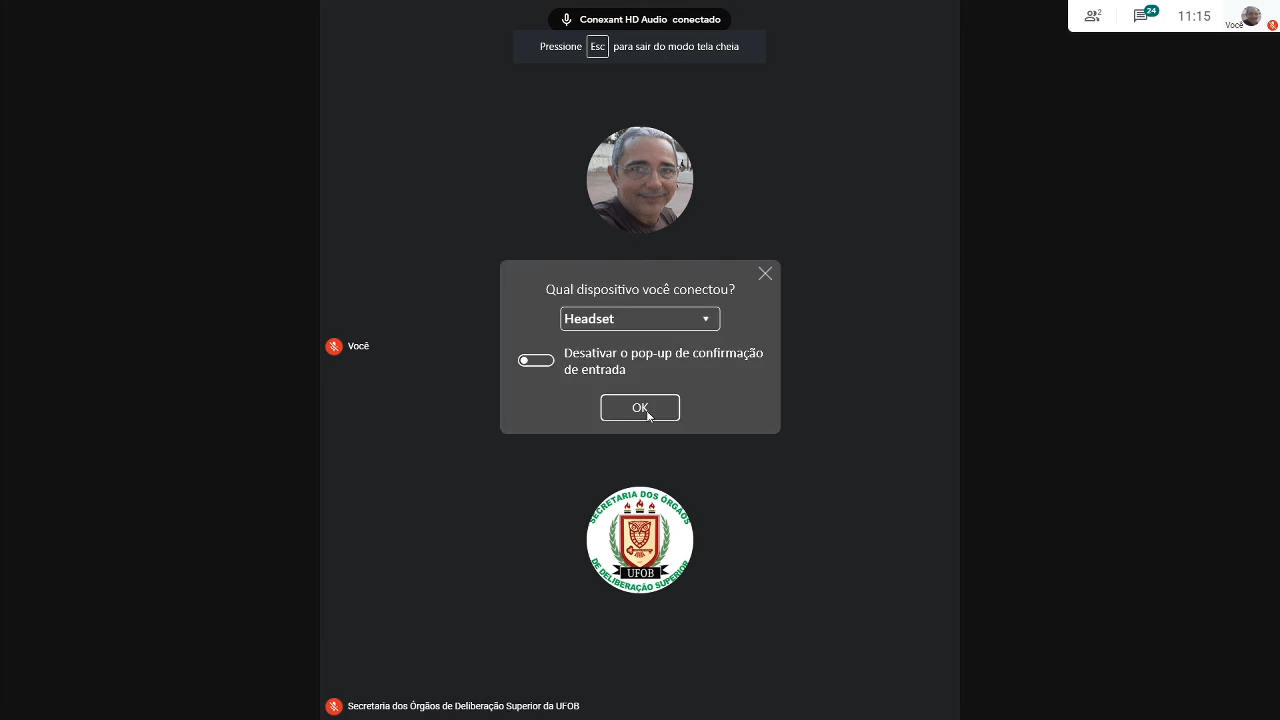 Conexant HD Audio conectado
Pressione Esc para sair do modo tela cheia
2
24
11:15
Você
Qual dispositivo você conectou?
Headset
Desativar o pop-up de confirmação
de entrada
OK
Você
SECRETARIA DOS ÓRGÃOS
DE DELIBERAÇÃO SUPERIOR
UFOB
Secretaria dos Órgãos de Deliberação Superior da UFOB